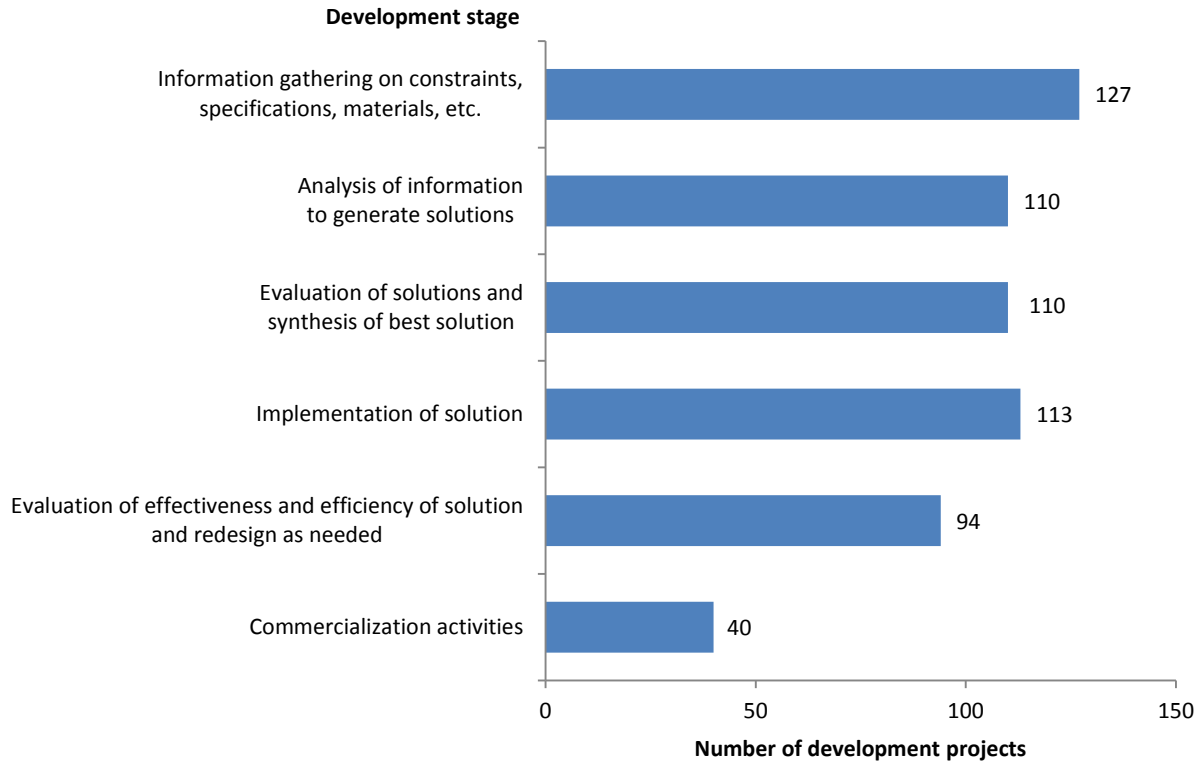 Development stage
Information gathering on constraints,
specifications, materials, etc.
127
Analysis of information
to generate solutions
110
Evaluation of solutions and
synthesis of best solution
110
Implementation of solution
113
Evaluation of effectiveness and efficiency of solution
and redesign as needed
94
Commercialization activities
40
0 50 100 150
Number of development projects